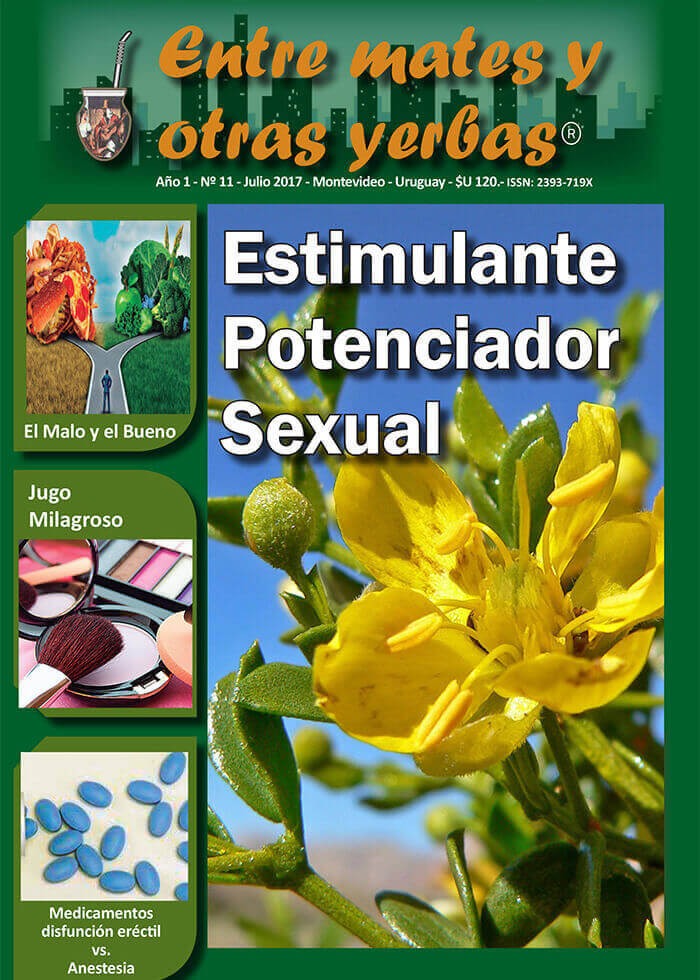 Entre mates y
otras yerbas®
Año 1 - Nº 11 - Julio 2017 - Montevideo - Uruguay - $U 120.- ISSN: 2393-719X
Estimulante
Potenciador
Sexual
El Malo y el Bueno
Jugo
Milagroso
Medicamentos
disfunción eréctil
vs.
Anestesia